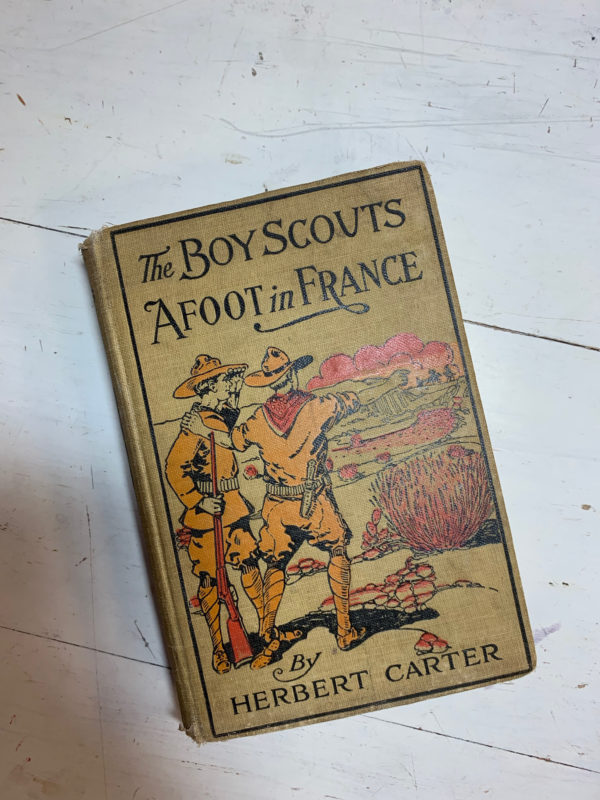 The BOY SCOUTS
AFOOT in FRANCE
By
HERBERT CARTER